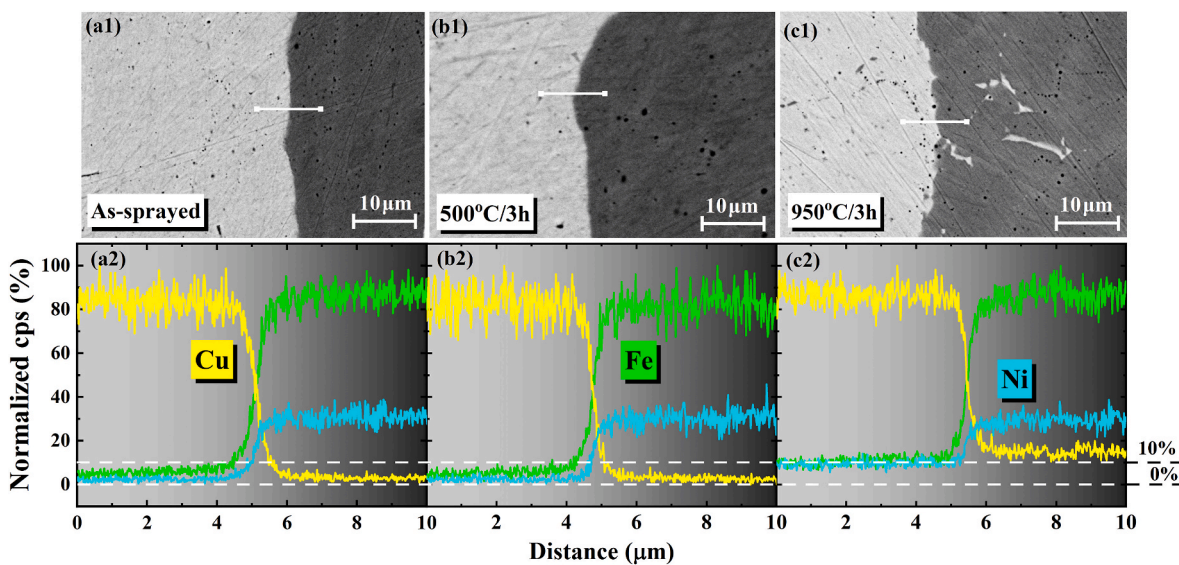 (a1)
(b1)
(c1)
As-sprayed
10μm
500°C/3h
10μm
950°C/3h
10μm
Normalized cps (%)
100
80
60
40
20
0
(a2)
(b2)
(c2)
Cu
Fe
Ni
10%
0%
0 2 4 6 8 10 2 4 6 8 10 2 4 6 8 10
Distance (μm)